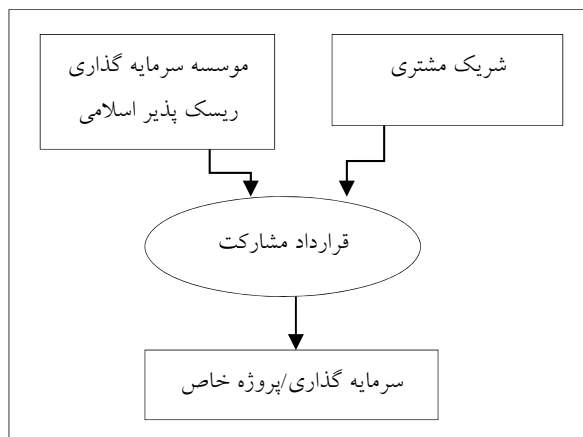 شریک مشتری
موسسه سرمایه گذاری
ریسک پذیر اسلامی
قرارداد مشارکت
سرمایه گذاری/پروژه خاص